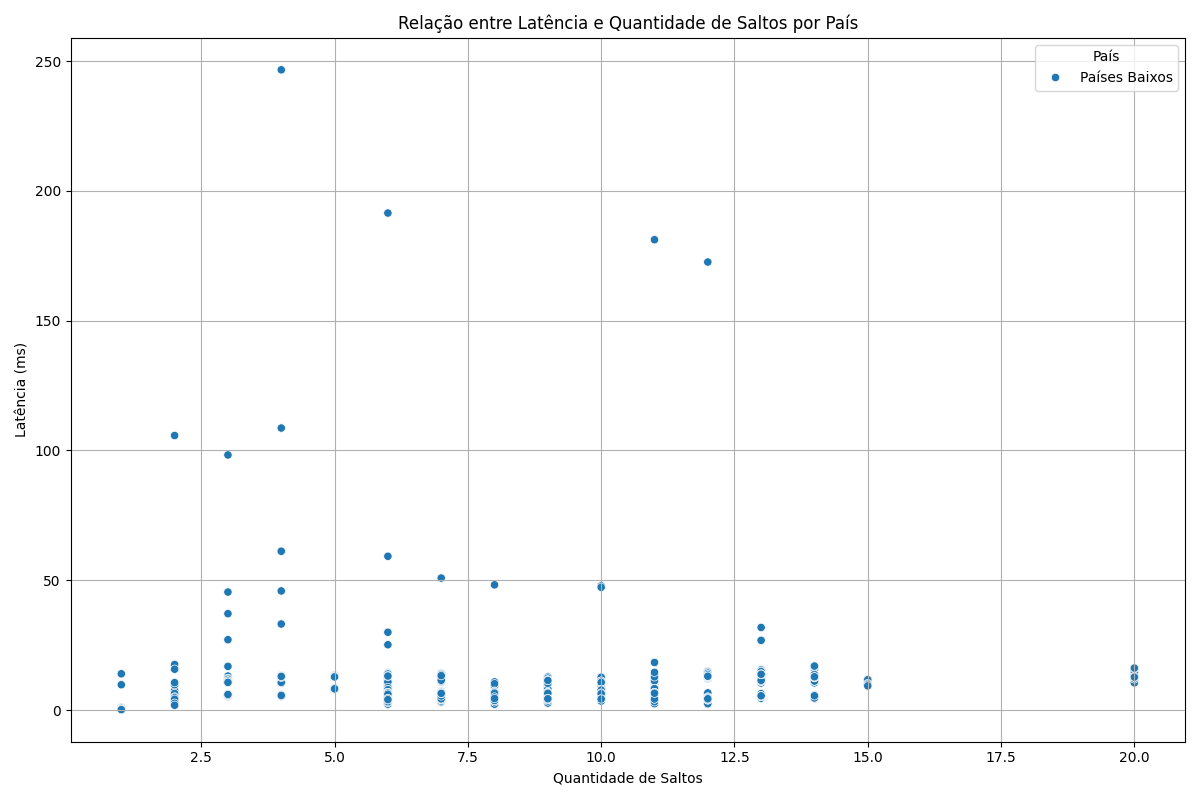 Relação entre Latência e Quantidade de Saltos por País
País
Países Baixos
Latência (ms)
250
200
150
100
50
0
2.5
5.0
7.5
10.0
12.5
15.0
17.5
20.0
Quantidade de Saltos